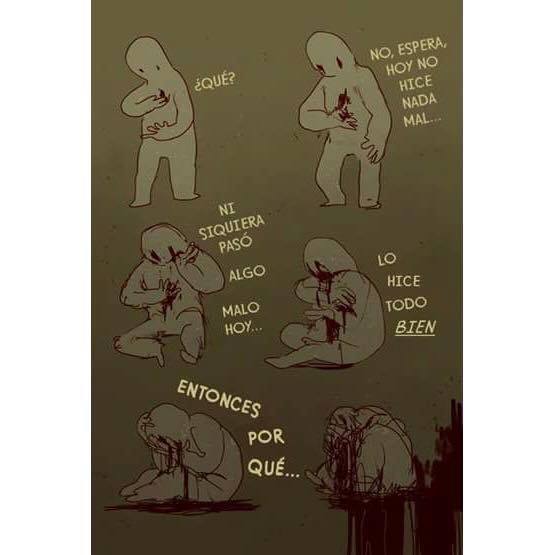 ¿QUÉ?
NO, ESPERA,
HOY NO
HICE
NADA
MAL...
NI
SIQUIERA
PASÓ
ALGO
MALO
HOY...
LO
HICE
TODO
BIEN
ENTONCES
POR
QUÉ...